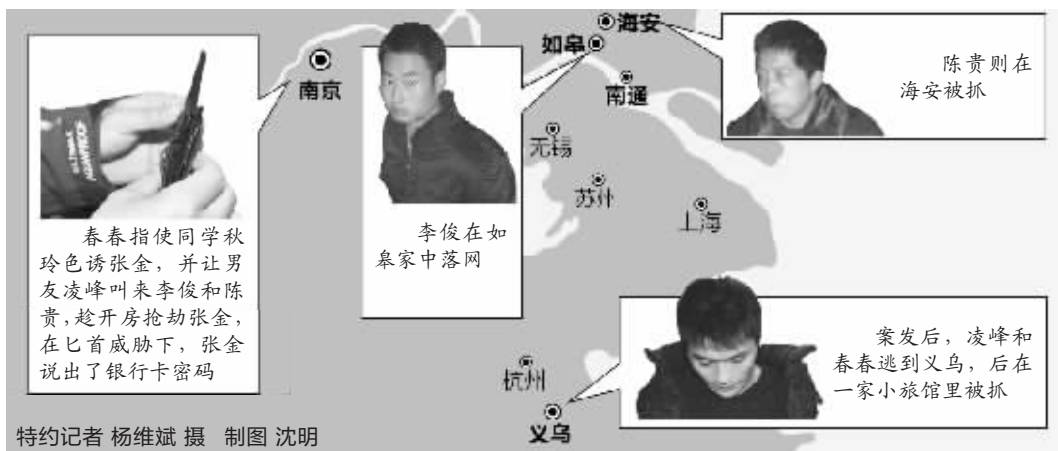 春春指使同学秋
玲色诱张金，并让男
友凌峰叫来李俊和陈
贵，趁开房抢劫张金，
在匕首威胁下，张金
说出了银行卡密码
南京
李俊在如
皋家中落网
海安
如皋
南通
无锡
苏州
上海
杭州
义乌
陈贵则在
海安被抓
案发后，凌峰和
春春逃到义乌，后在
一家小旅馆里被抓
特约记者 杨维斌 摄 制图 沈明